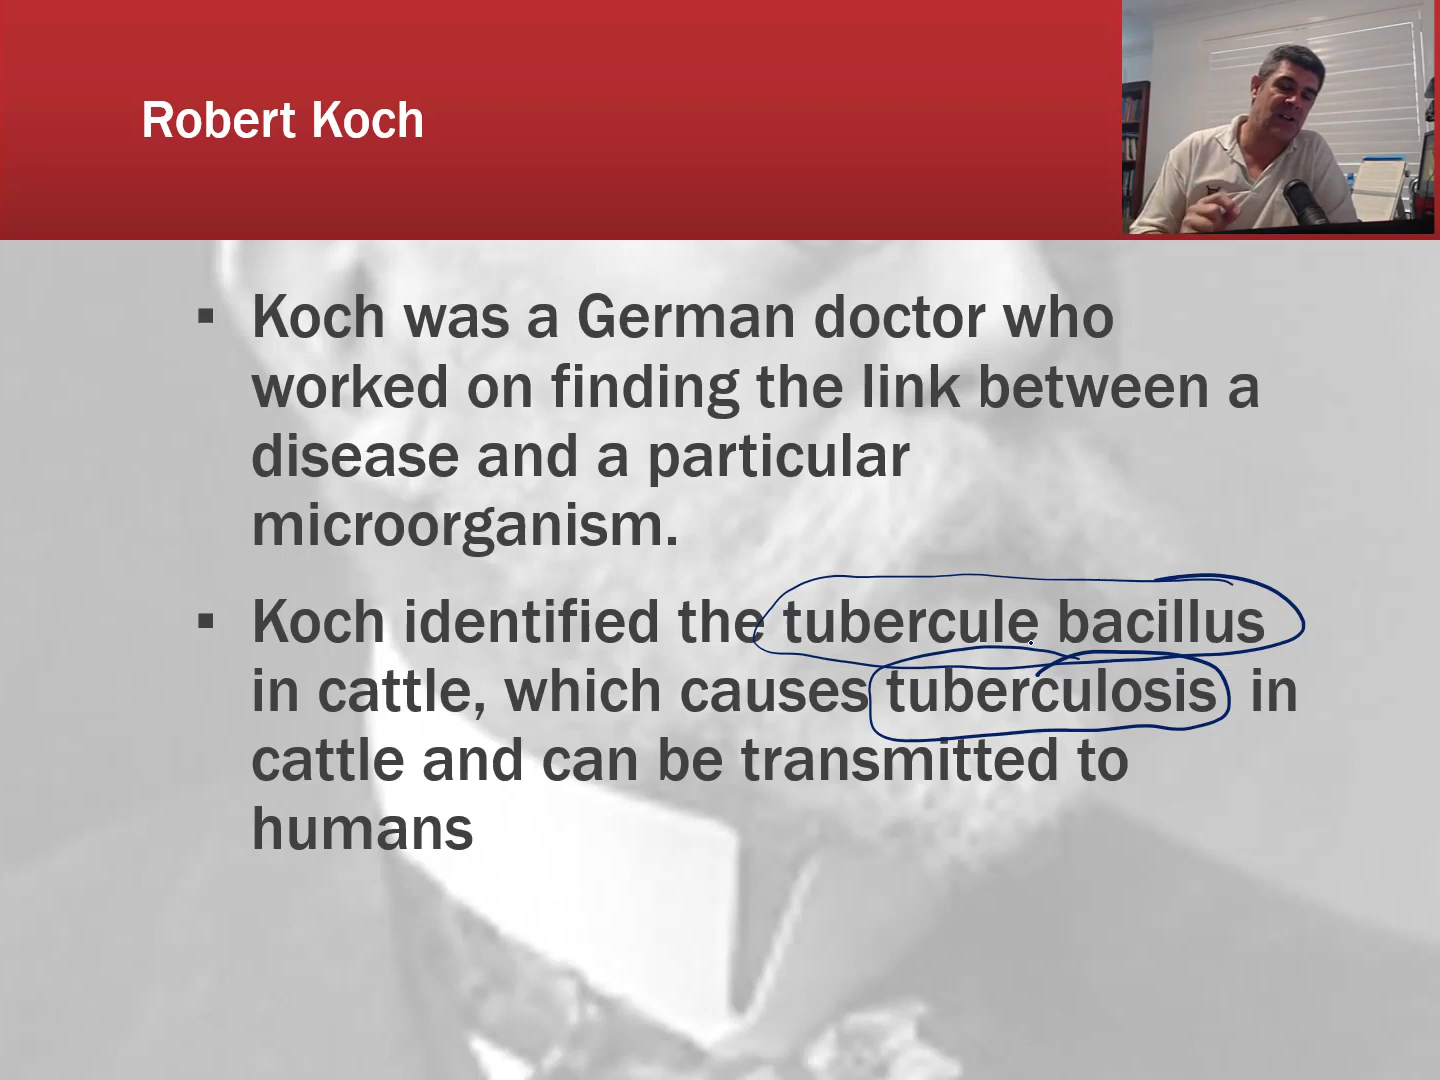 Robert Koch
▪ Koch was a German doctor who
worked on finding the link between a
disease and a particular
microorganism.
▪ Koch identified the tubercule bacillus
in cattle, which causes tuberculosis in
cattle and can be transmitted to
humans